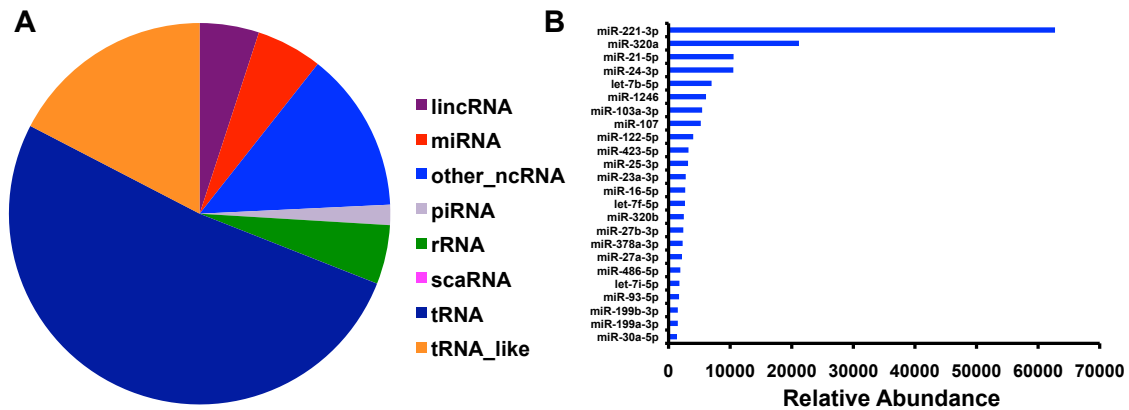 A
lincRNA
miRNA
other_ncRNA
piRNA
rRNA
scaRNA
tRNA
tRNA_like
B
miR-221-3p
miR-320a
miR-21-5p
miR-24-3p
let-7b-5p
miR-1246
miR-103a-3p
miR-107
miR-122-5p
miR-423-5p
miR-25-3p
miR-23a-3p
miR-16-5p
let-7f-5p
miR-320b
miR-27b-3p
miR-378a-3p
miR-27a-3p
miR-486-5p
let-7i-5p
miR-93-5p
miR-199b-3p
miR-199a-3p
miR-30a-5p
0 10000 20000 30000 40000 50000 60000 70000
Relative Abundance